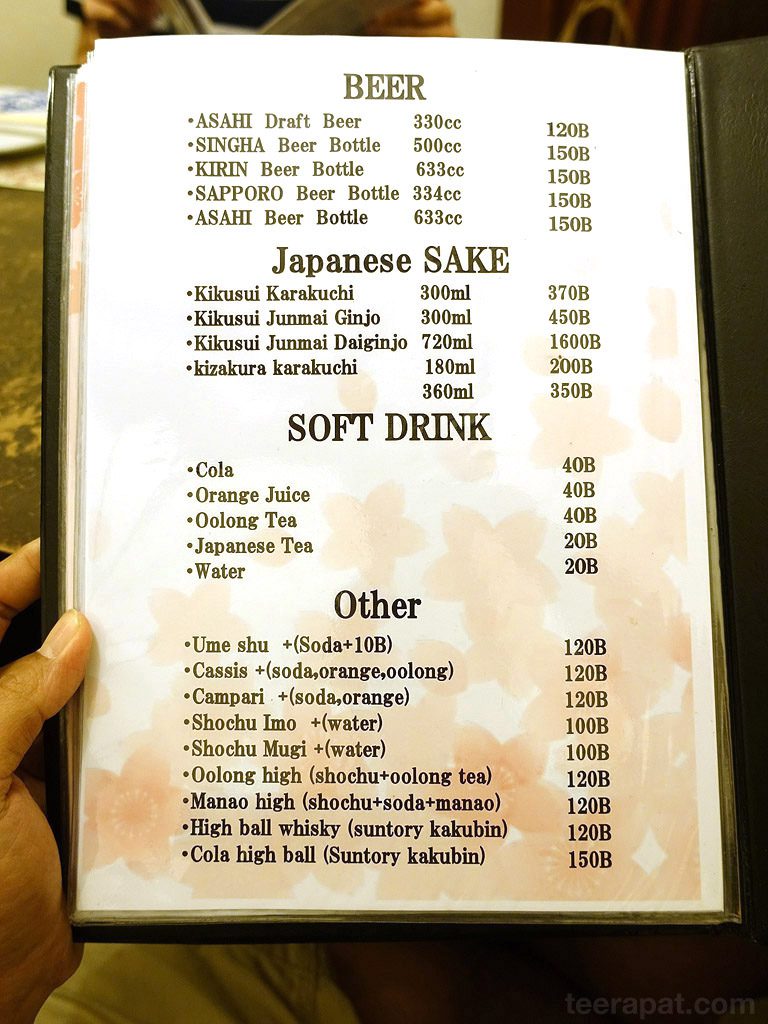 BEER
・ASAHI Draft Beer 330cc 120B
・SINGHA Beer Bottle 500cc 150B
・KIRIN Beer Bottle 633cc 150B
・SAPPORO Beer Bottle 334cc 150B
・ASAHI Beer Bottle 633cc 150B
Japanese SAKE
・Kikusui Karakuchi 300ml 370B
・Kikusui Junmai Ginjo 300ml 450B
・Kikusui Junmai Daiginjo 720ml 1600B
・kizakura karakuchi 180ml 200B
360ml 350B
SOFT DRINK
・Cola 40B
・Orange Juice 40B
・Oolong Tea 40B
・Japanese Tea 20B
・Water 20B
Other
・Ume shu +(Soda+10B) 120B
・Cassis +(soda,orange,oolong) 120B
・Campari +(soda,orange) 120B
・Shochu Imo +(water) 100B
・Shochu Mugi +(water) 100B
・Oolong high (shochu+oolong tea) 120B
・Manao high (shochu+soda+manao) 120B
・High ball whisky (suntory kakubin) 120B
・Cola high ball (Suntory kakubin) 150B
teerapat.com